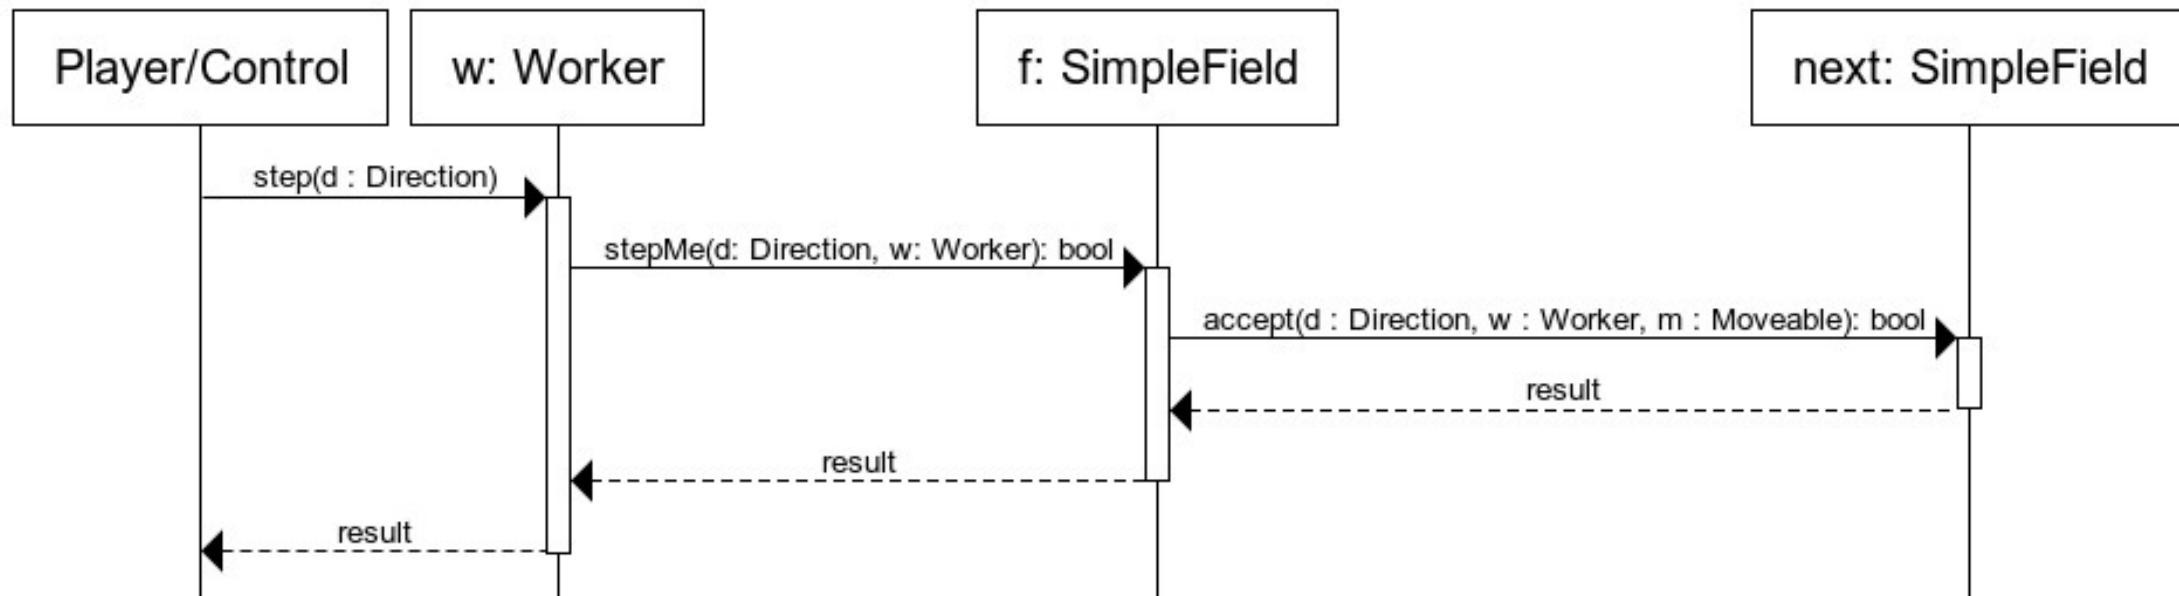 Player/Control
w: Worker
f: SimpleField
next: SimpleField
step(d : Direction)
stepMe(d: Direction, w: Worker): bool
accept(d : Direction, w : Worker, m : Moveable): bool
result
result
result